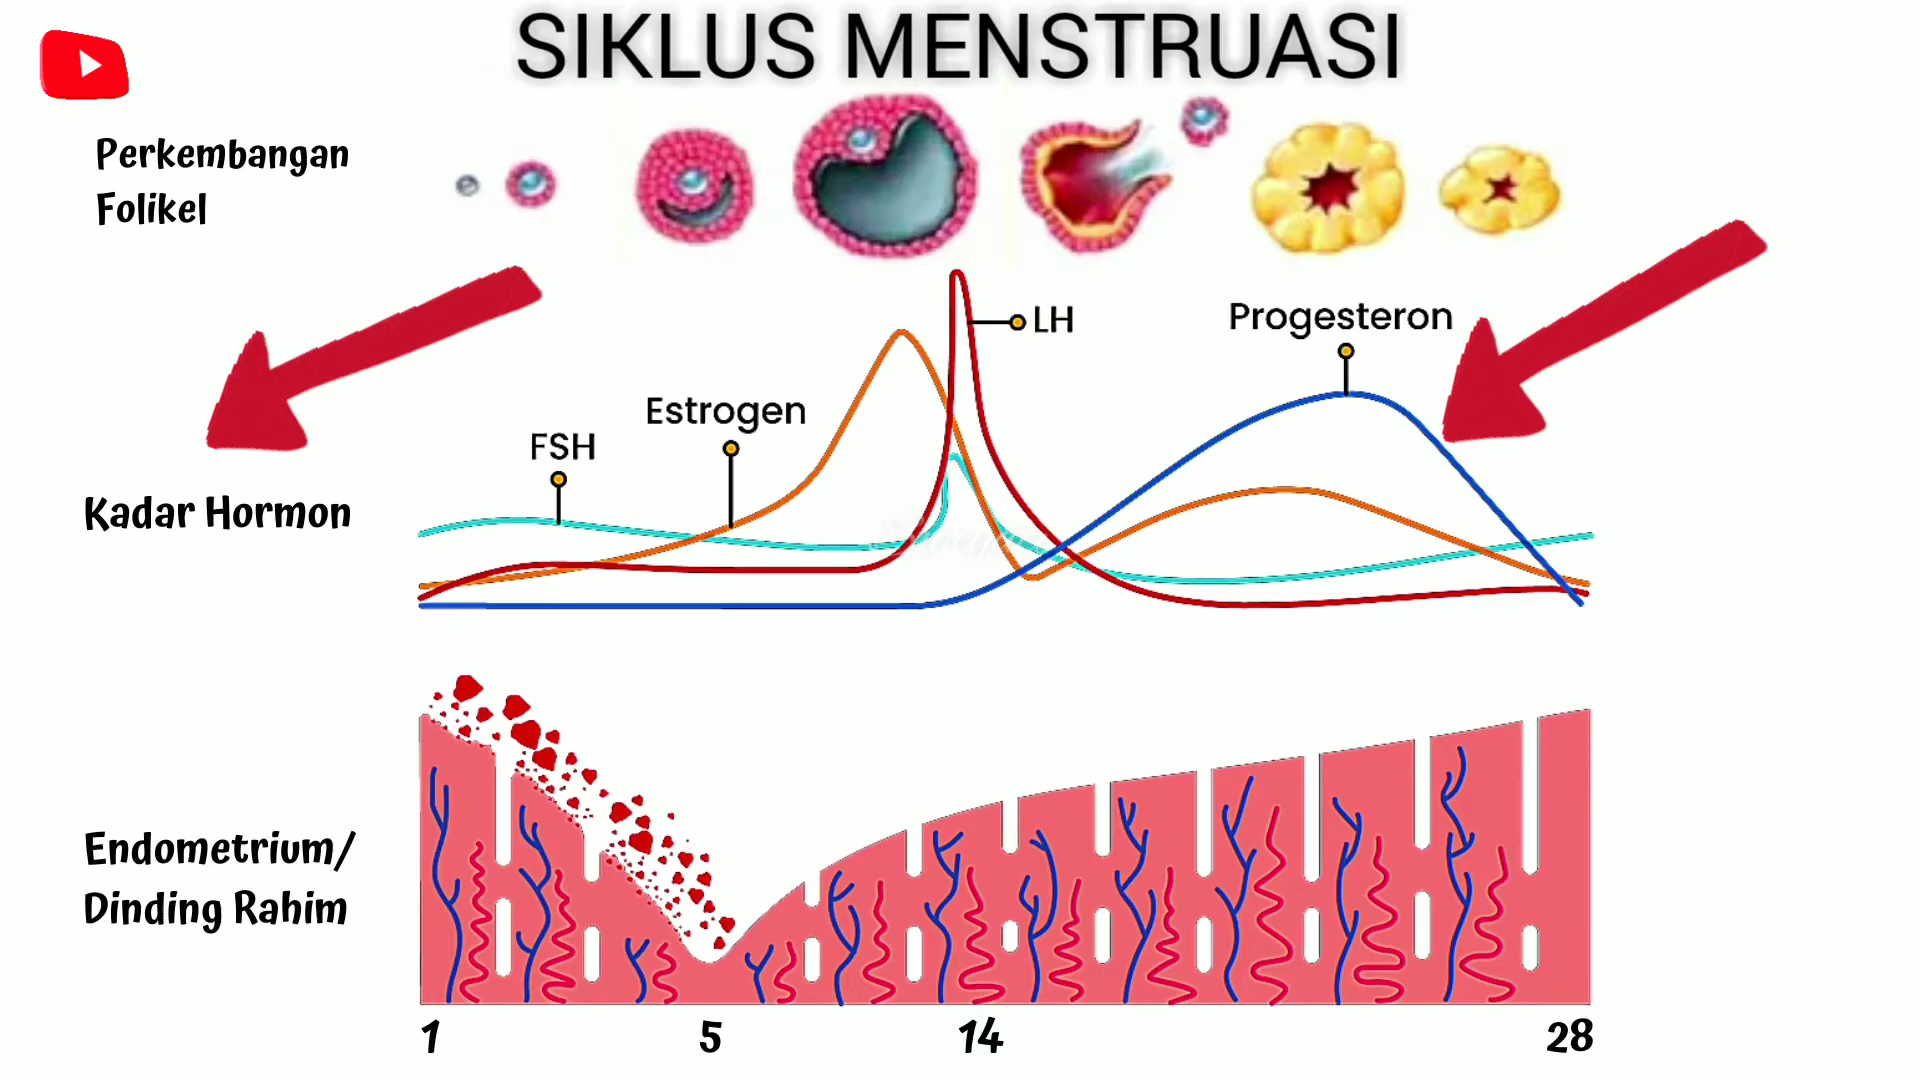 SIKLUS MENSTRUASI
Perkembangan
Folikel
LH
Progesteron
Estrogen
FSH
Kadar Hormon
Endometrium/
Dinding Rahim
1 5 14 28